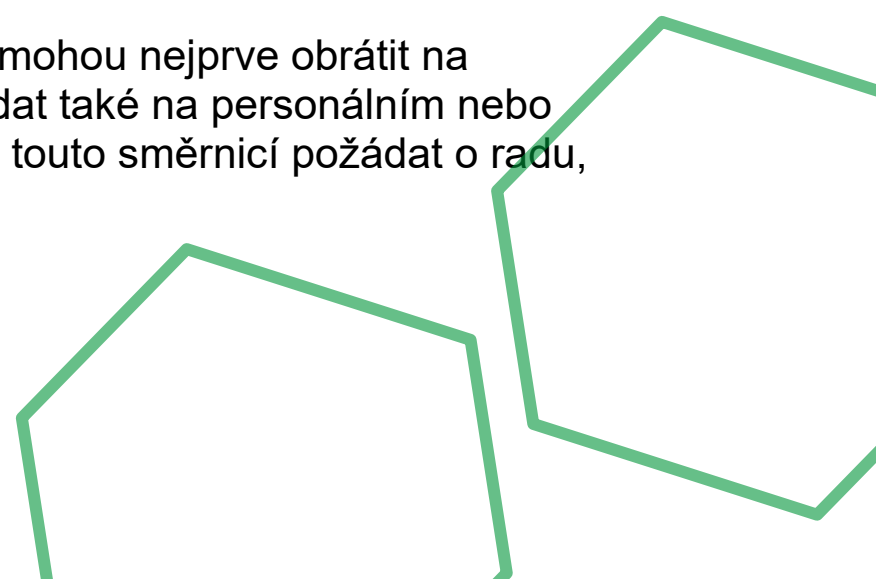 mohou nejprve obrátit na
dat také na personálním nebo
touto směrnicí požádat o radu,